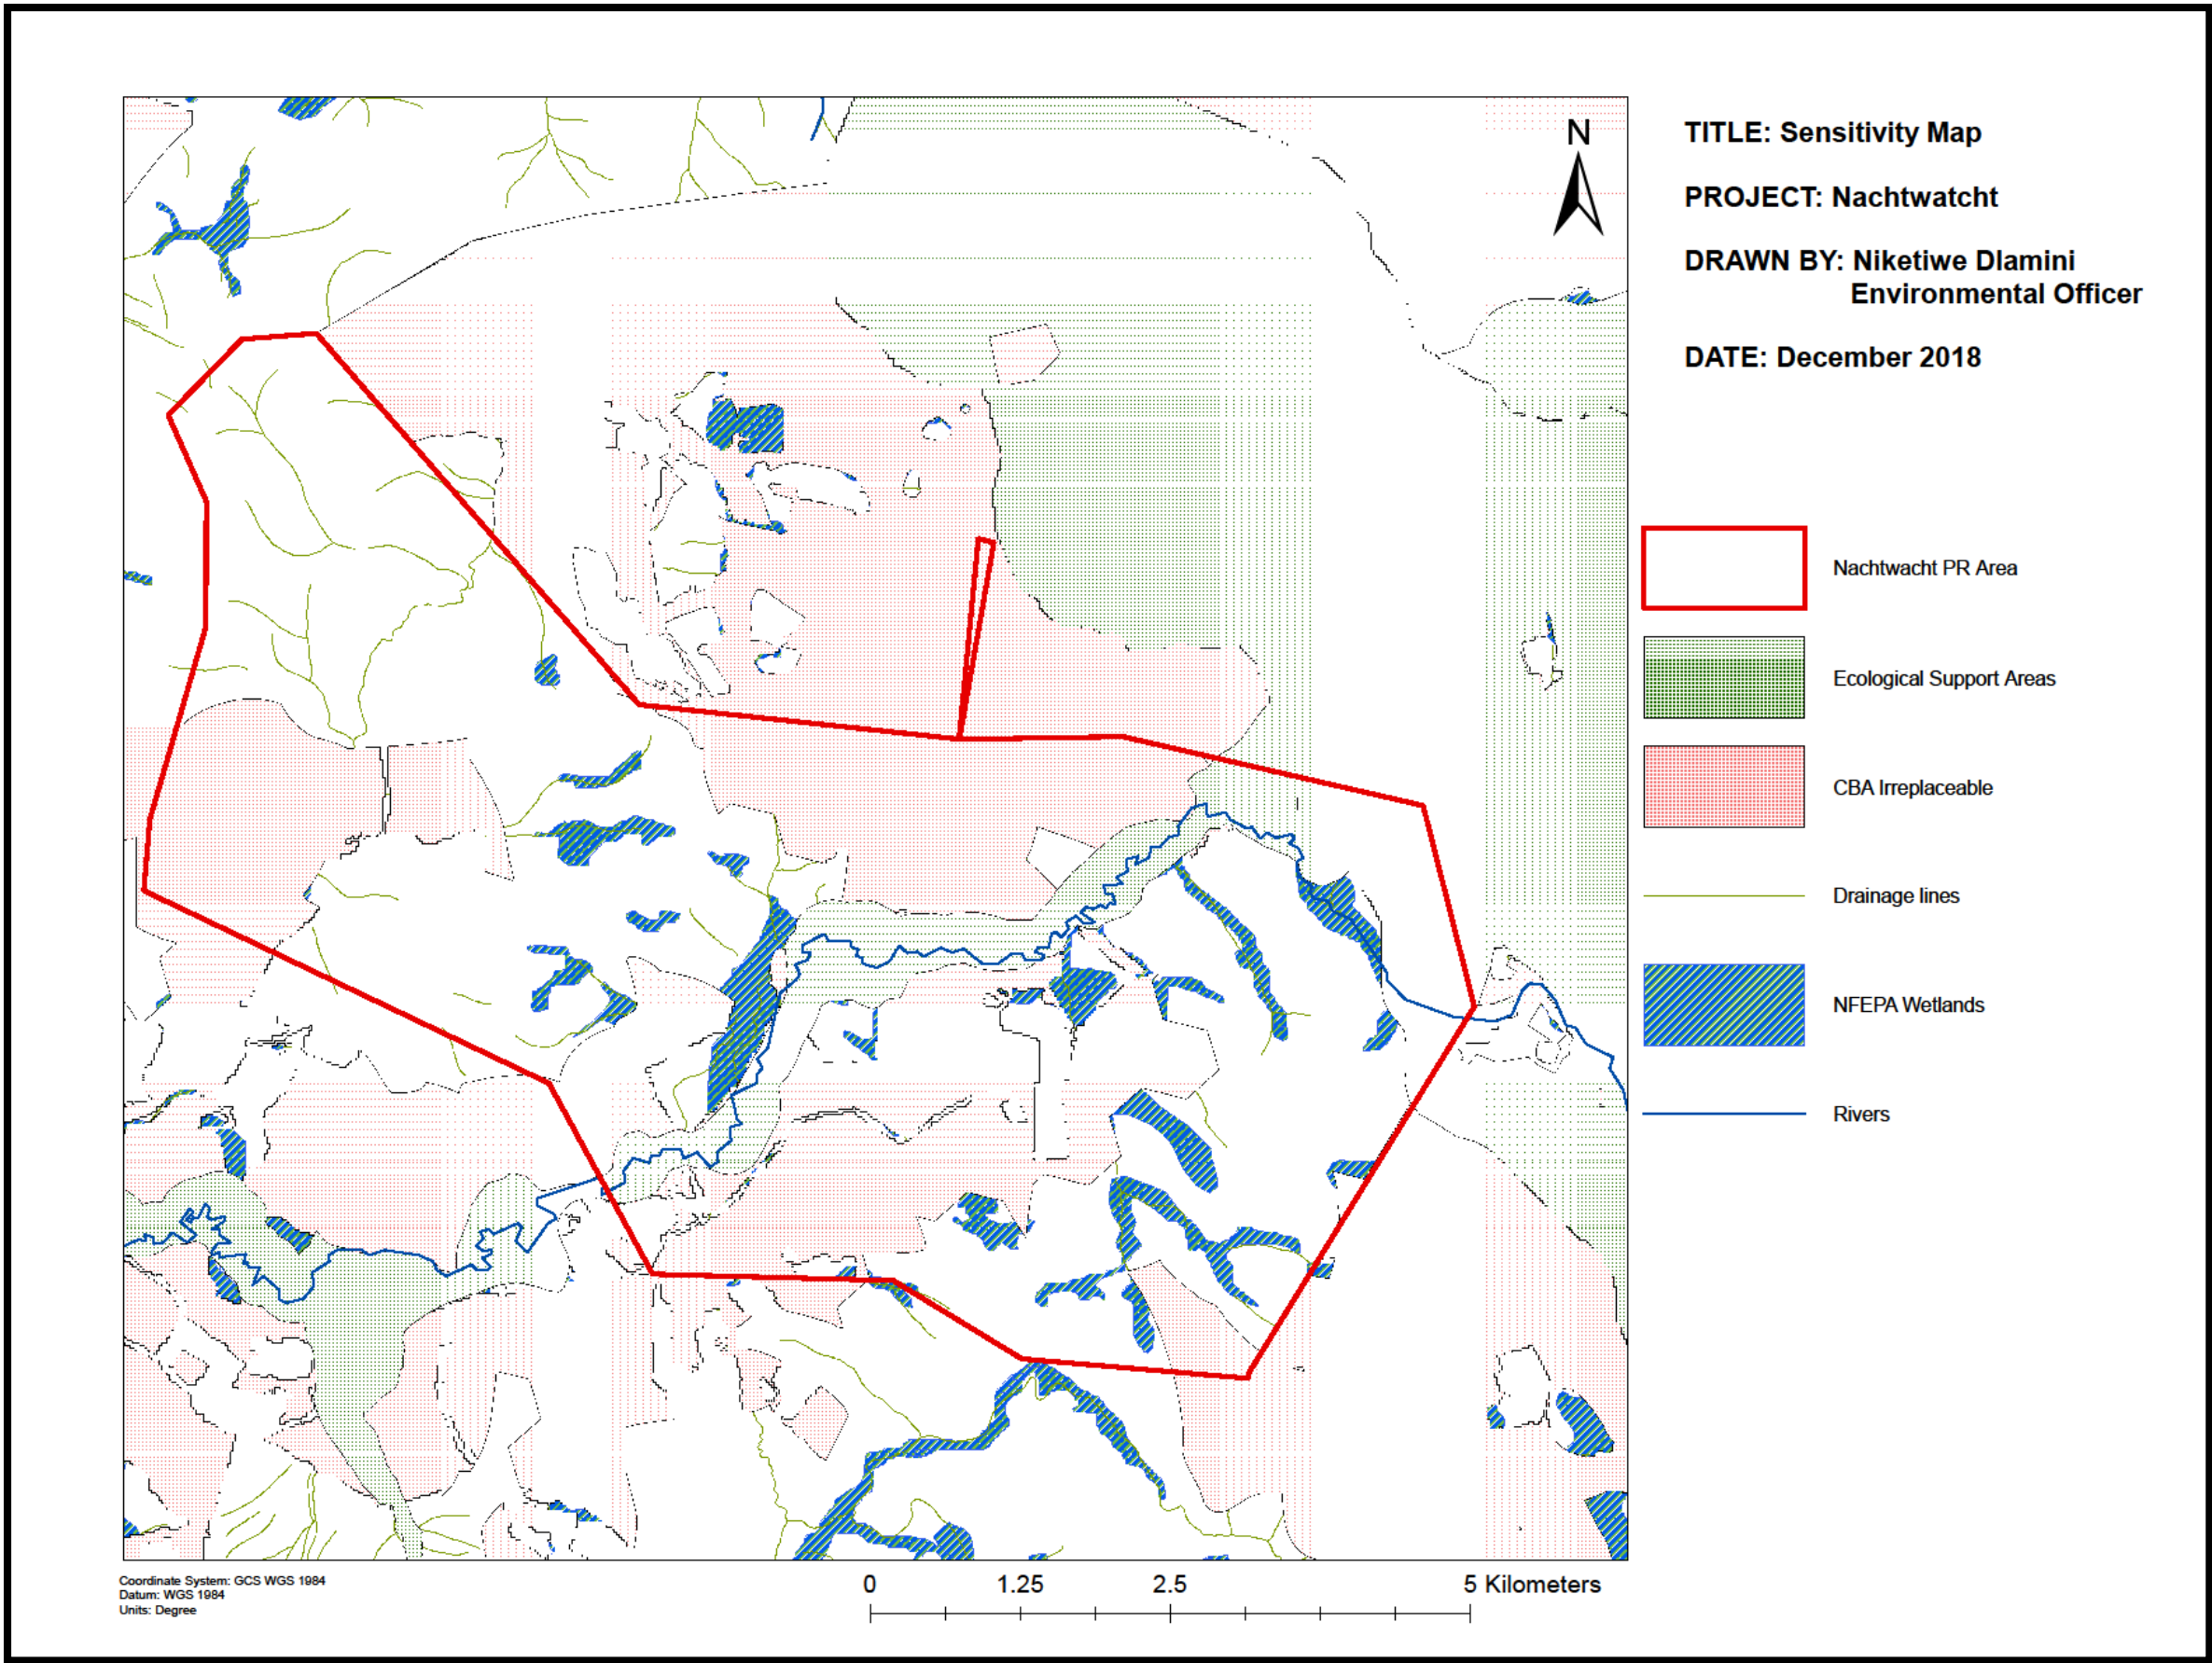 N
TITLE: Sensitivity Map
PROJECT: Nachtwatcht
DRAWN BY: Niketiwe Dlamini
Environmental Officer
DATE: December 2018
Nachtwacht PR Area
Ecological Support Areas
CBA Irreplaceable
Drainage lines
NFEPA Wetlands
Rivers
Coordinate System: GCS WGS 1984
Datum: WGS 1984
Units: Degree
0 1.25 2.5 5 Kilometers